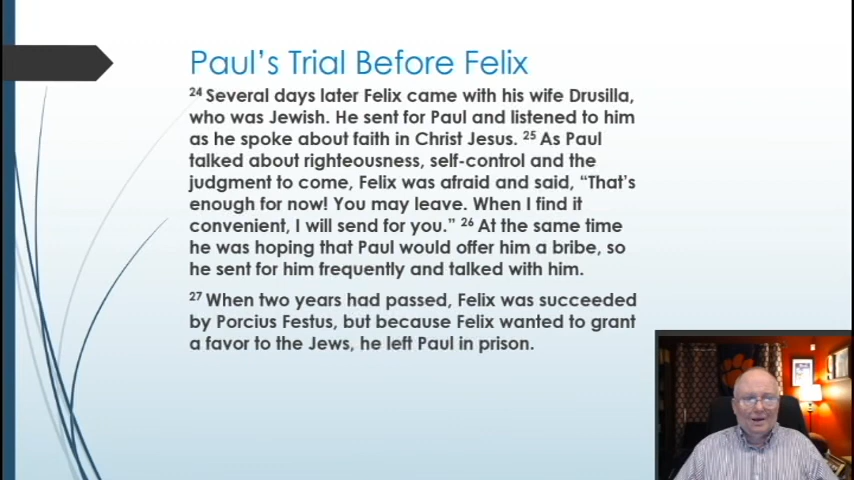 Paul's Trial Before Felix
24 Several days later Felix came with his wife Drusilla,
who was Jewish. He sent for Paul and listened to him
as he spoke about faith in Christ Jesus. 25 As Paul
talked about righteousness, self-control and the
judgment to come, Felix was afraid and said, “That's
enough for now! You may leave. When I find it
convenient, I will send for you.” 26 At the same time
he was hoping that Paul would offer him a bribe, so
he sent for him frequently and talked with him.
27 When two years had passed, Felix was succeeded
by Porcius Festus, but because Felix wanted to grant
a favor to the Jews, he left Paul in prison.